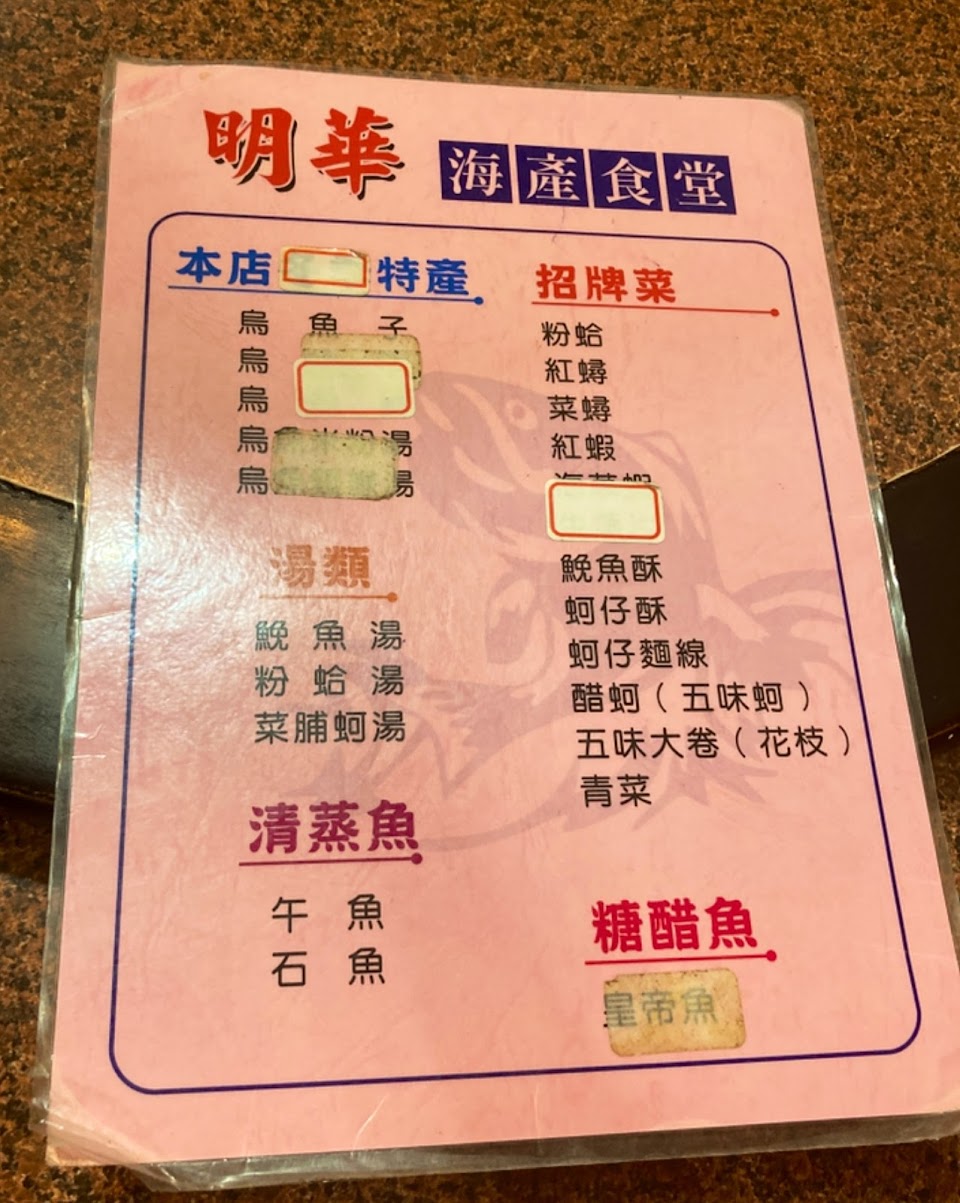 明華 海產食堂
本店 特產
烏魚子
烏
烏
烏 米粉湯
烏 湯
湯類
鮸魚湯
粉蛤湯
菜脯蚵湯
清蒸魚
午魚
石魚
招牌菜
粉蛤
紅蟳
菜蟳
紅蝦
鮸魚酥
蚵仔酥
蚵仔麵線
醋蚵（五味蚵）
五味大卷（花枝）
青菜
糖醋魚
皇帝魚